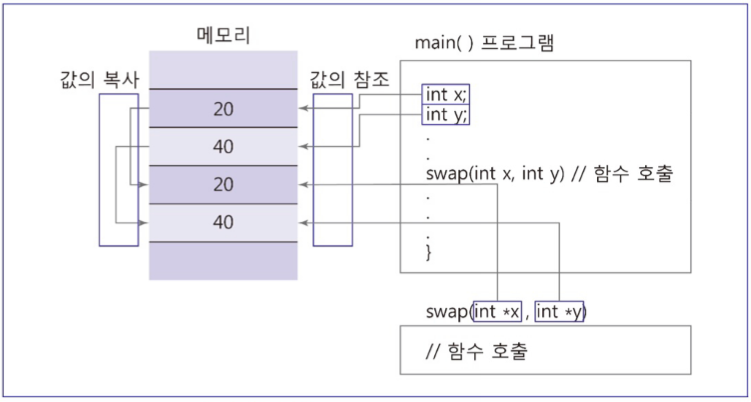 메모리
main( ) 프로그램
값의 복사
값의 참조
20
40
20
40
int x;
int y;
.
.
swap(int x, int y) // 함수 호출
.
.
.
}
swap(int *x , int *y)
// 함수 호출